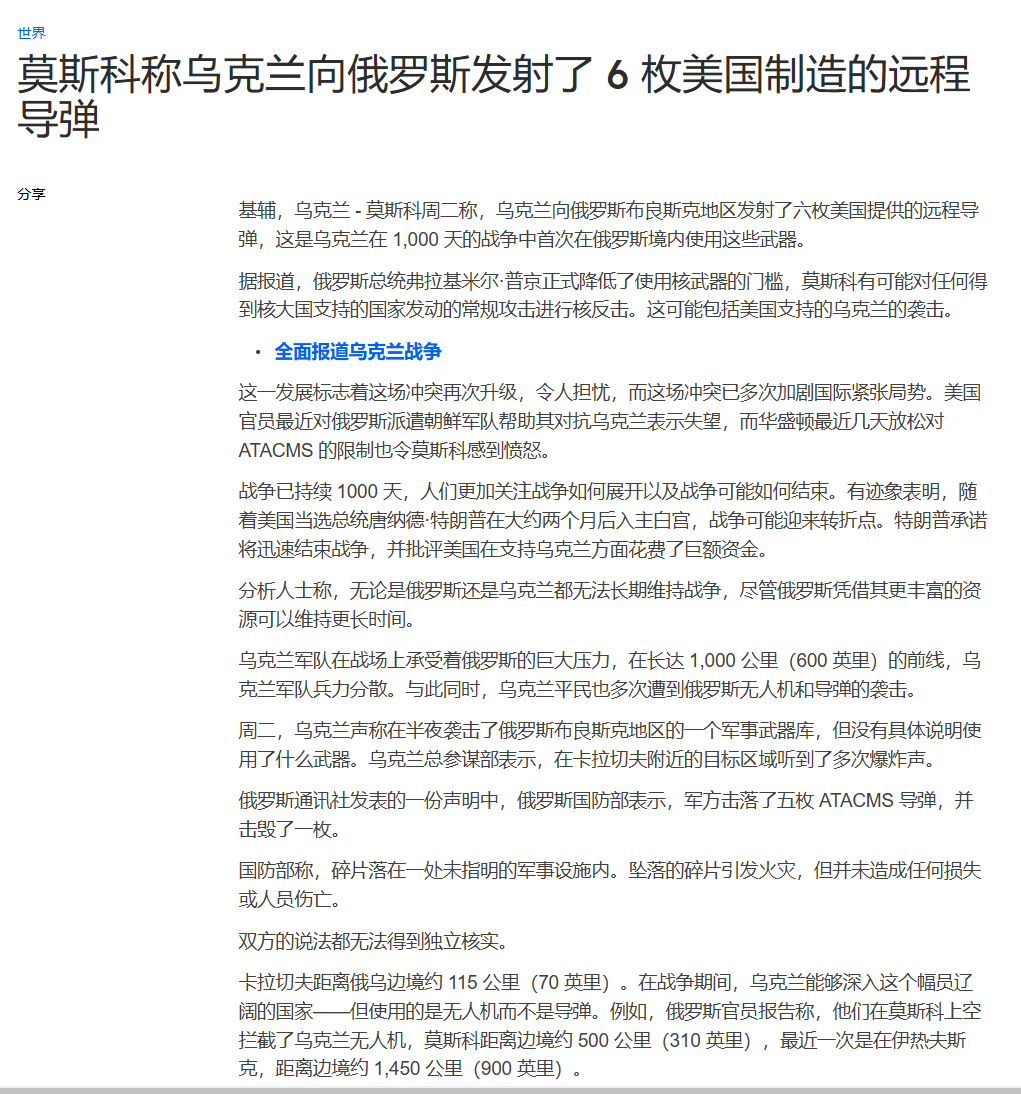 世界
莫斯科称乌克兰向俄罗斯发射了 6 枚美国制造的远程
导弹
分享
基辅，乌克兰 - 莫斯科周二称，乌克兰向俄罗斯布良斯克地区发射了六枚美国提供的远程导
弹，这是乌克兰在 1,000 天的战争中首次在俄罗斯境内使用这些武器。
据报道，俄罗斯总统弗拉基米尔·普京正式降低了使用核武器的门槛，莫斯科有可能对任何得
到核大国支持的国家发动的常规攻击进行核反击。这可能包括美国支持的乌克兰的袭击。
• 全面报道乌克兰战争
这一发展标志着这场冲突再次升级，令人担忧，而这场冲突已多次加剧国际紧张局势。美国
官员最近对俄罗斯派遣朝鲜军队帮助其对抗乌克兰表示失望，而华盛顿最近几天放松对
ATACMS 的限制也令莫斯科感到愤怒。
战争已持续 1000 天，人们更加关注战争如何展开以及战争可能如何结束。有迹象表明，随
着美国当选总统唐纳德·特朗普在大约两个月后入主白宫，战争可能迎来转折点。特朗普承诺
将迅速结束战争，并批评美国在支持乌克兰方面花费了巨额资金。
分析人士称，无论是俄罗斯还是乌克兰都无法长期维持战争，尽管俄罗斯凭借其更丰富的资
源可以维持更长时间。
乌克兰军队在战场上承受着俄罗斯的巨大压力，在长达 1,000 公里（600 英里）的前线，乌
克兰军队兵力分散。与此同时，乌克兰平民也多次遭到俄罗斯无人机和导弹的袭击。
周二，乌克兰声称在半夜袭击了俄罗斯布良斯克地区的一个军事武器库，但没有具体说明使
用了什么武器。乌克兰总参谋部表示，在卡拉切夫附近的目标区域听到了多次爆炸声。
俄罗斯通讯社发表的一份声明中，俄罗斯国防部表示，军方击落了五枚 ATACMS 导弹，并
击毁了一枚。
国防部称，碎片落在一处未指明的军事设施内。坠落的碎片引发火灾，但并未造成任何损失
或人员伤亡。
双方的说法都无法得到独立核实。
卡拉切夫距离俄乌边境约 115 公里（70 英里）。在战争期间，乌克兰能够深入这个幅员辽
阔的国家——但使用的是无人机而不是导弹。例如，俄罗斯官员报告称，他们在莫斯科上空
拦截了乌克兰无人机，莫斯科距离边境约 500 公里（310 英里），最近一次是在伊热夫斯
克，距离边境约 1,450 公里（900 英里）。